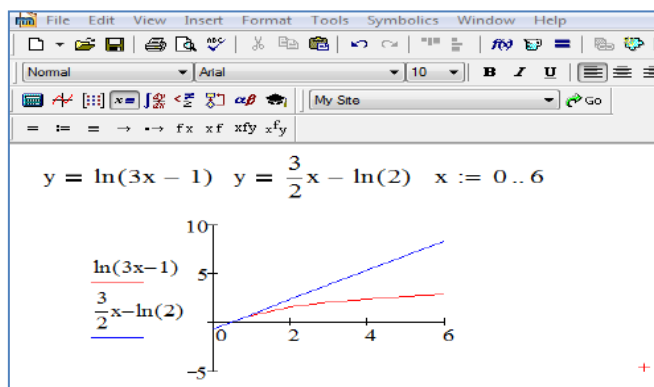 File Edit View Insert Format Tools Symbolics Window Help
Normal Arial 10 B I U
My Site Go
= := ≡ → •→ fx xf xfy xᶠy
y = ln(3x − 1) y = 3/2 x − ln(2) x := 0 .. 6
10
ln(3x−1) 5
3/2 x−ln(2)
0 2 4 6
−5